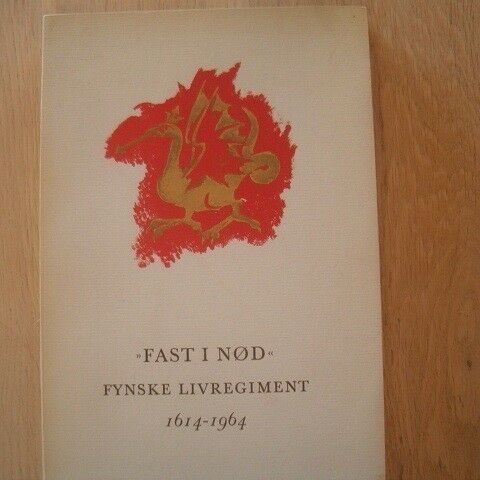 »FAST I NØD«
FYNSKE LIVREGIMENT
1614-1964